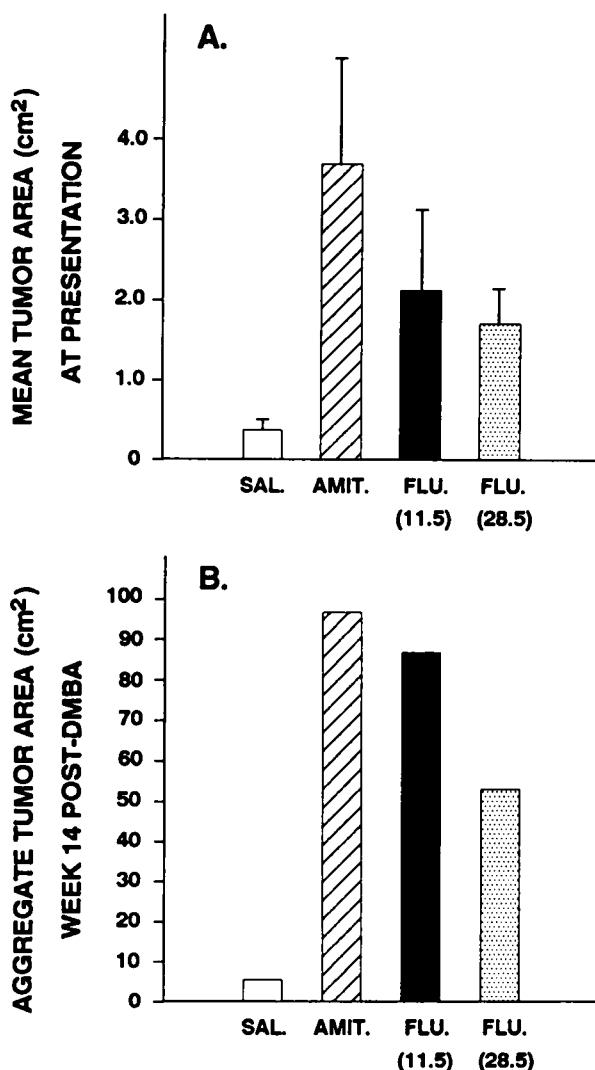 A.
MEAN TUMOR AREA (cm²)
AT PRESENTATION
4.0
3.0
2.0
1.0
0
SAL. AMIT. FLU. FLU.
(11.5) (28.5)
B.
AGGREGATE TUMOR AREA (cm²)
WEEK 14 POST-DMBA
100
90
80
70
60
50
40
30
20
10
0
SAL. AMIT. FLU. FLU.
(11.5) (28.5)